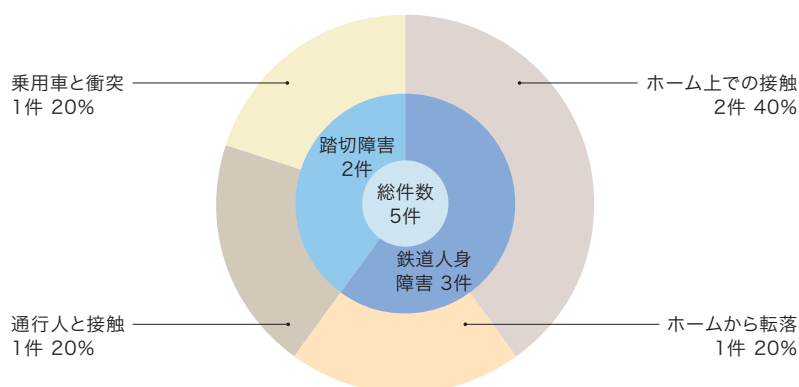 乗用車と衝突
1件 20%
ホーム上での接触
2件 40%
踏切障害
2件
総件数
5件
鉄道人身
障害 3件
通行人と接触
1件 20%
ホームから転落
1件 20%